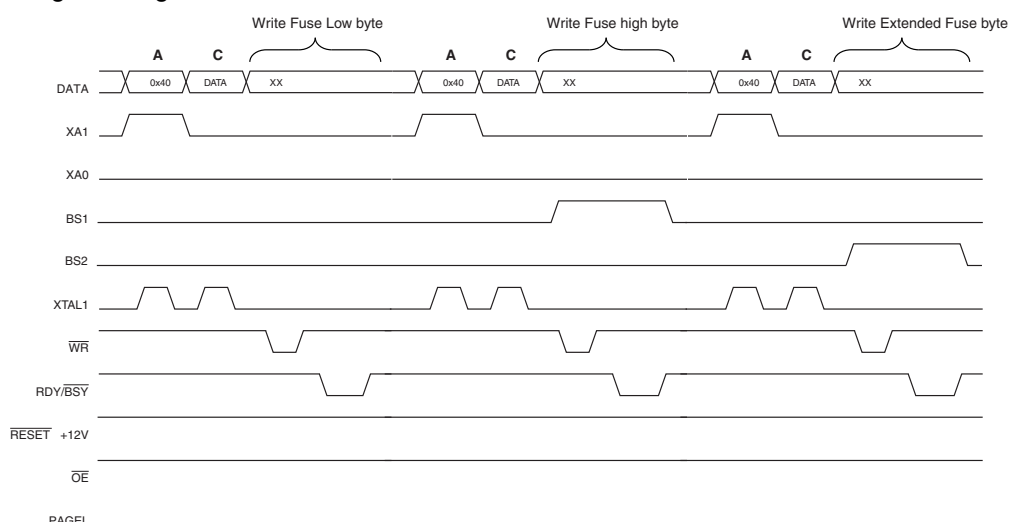 Write Fuse Low byte Write Fuse high byte Write Extended Fuse byte
A C A C A C
DATA 0x40 DATA XX 0x40 DATA XX 0x40 DATA XX
XA1
XA0
BS1
BS2
XTAL1
WR
RDY/BSY
RESET +12V
OE
PAGEL